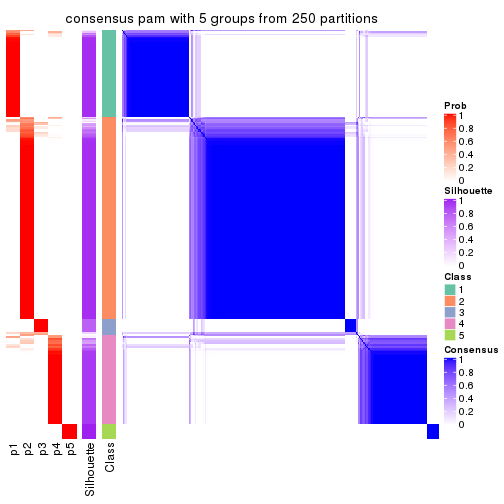 consensus pam with 5 groups from 250 partitions
Prob
1
0.8
0.6
0.4
0.2
0
Silhouette
1
0.8
0.6
0.4
0.2
0
Class
1
2
3
4
5
Consensus
1
0.8
0.6
0.4
0.2
0
p1
p2
p3
p4
p5
Silhouette
Class